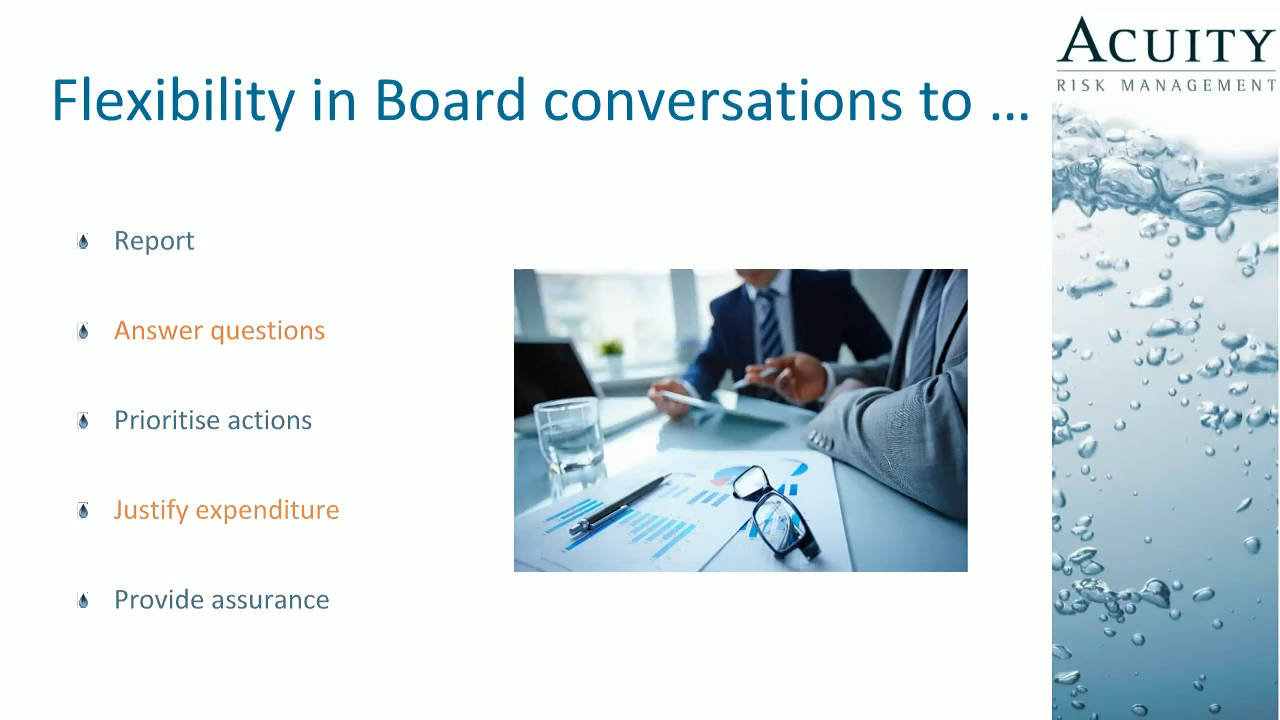 Flexibility in Board conversations to ...
ACUITY
RISK MANAGEMENT
Report
Answer questions
Prioritise actions
Justify expenditure
Provide assurance